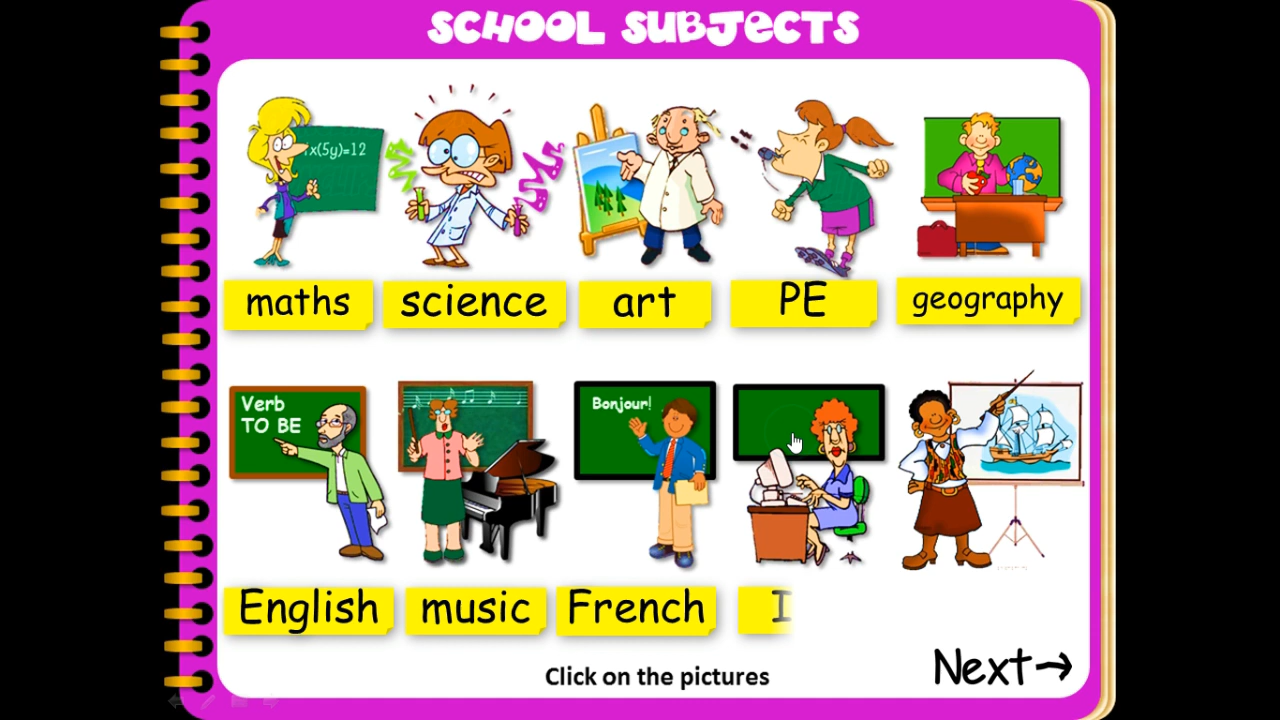 SCHOOL SUBJECTS
x(5y)=12
maths
science
art
PE
geography
Verb
TO BE
Bonjour!
English
music
French
I
Click on the pictures
Next→